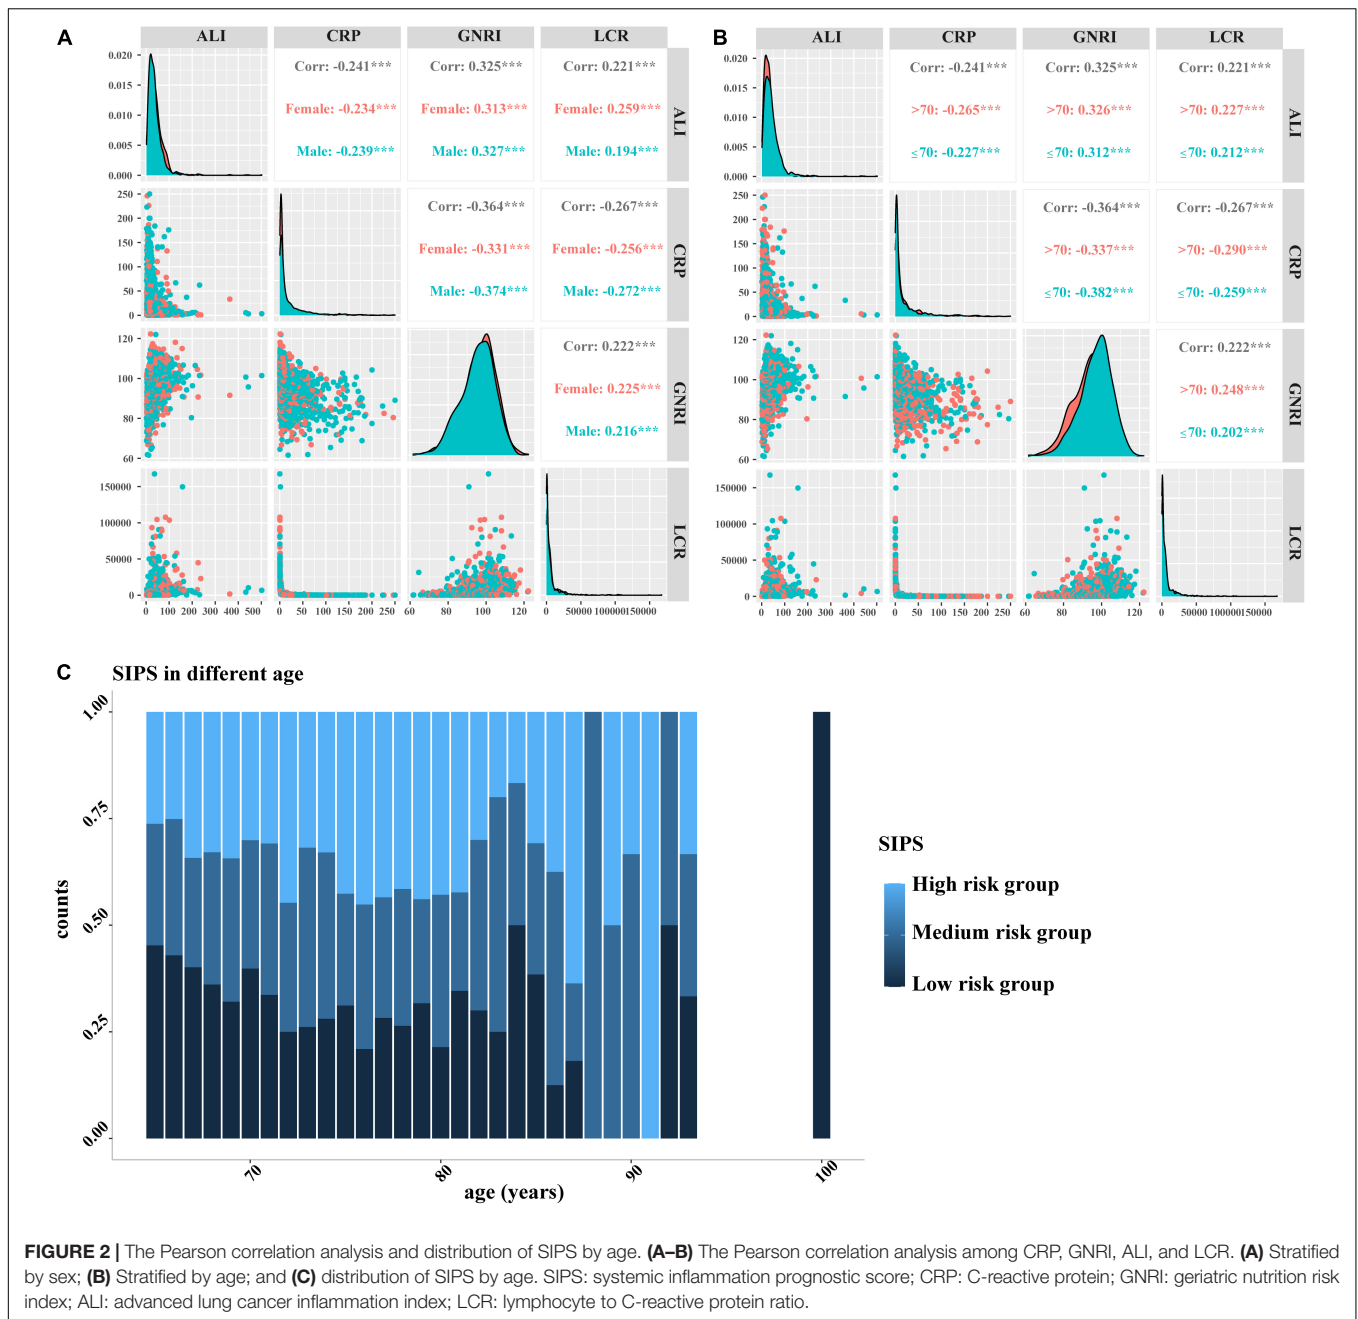 A
ALI CRP GNRI LCR
0.020
0.015
0.010
0.005
0.000
Corr: -0.241***
Female: -0.234***
Male: -0.239***
Corr: 0.325***
Female: 0.313***
Male: 0.327***
Corr: 0.221***
Female: 0.259***
Male: 0.194***
ALI
250
200
150
100
50
0
Corr: -0.364***
Female: -0.331***
Male: -0.374***
Corr: -0.267***
Female: -0.256***
Male: -0.272***
CRP
120
100
80
60
Corr: 0.222***
Female: 0.225***
Male: 0.216***
GNRI
150000
100000
50000
0
LCR
0 100 200 300 400 500
0 50 100 150 200 250
60 80 100 120
0 50000 100000150000
B
ALI CRP GNRI LCR
0.020
0.015
0.010
0.005
0.000
Corr: -0.241***
>70: -0.265***
≤70: -0.227***
Corr: 0.325***
>70: 0.326***
≤70: 0.312***
Corr: 0.221***
>70: 0.227***
≤70: 0.212***
ALI
250
200
150
100
50
0
Corr: -0.364***
>70: -0.337***
≤70: -0.382***
Corr: -0.267***
>70: -0.290***
≤70: -0.259***
CRP
120
100
80
60
Corr: 0.222***
>70: 0.248***
≤70: 0.202***
GNRI
150000
100000
50000
0
LCR
0 100 200 300 400 500
0 50 100 150 200 250
60 80 100 120
0 50000 100000150000
C
SIPS in different age
counts
1.00
0.75
0.50
0.25
0.00
70 80 90 100
age (years)
SIPS
High risk group
Medium risk group
Low risk group
FIGURE 2 | The Pearson correlation analysis and distribution of SIPS by age. (A–B) The Pearson correlation analysis among CRP, GNRI, ALI, and LCR. (A) Stratified
by sex; (B) Stratified by age; and (C) distribution of SIPS by age. SIPS: systemic inflammation prognostic score; CRP: C-reactive protein; GNRI: geriatric nutrition risk
index; ALI: advanced lung cancer inflammation index; LCR: lymphocyte to C-reactive protein ratio.